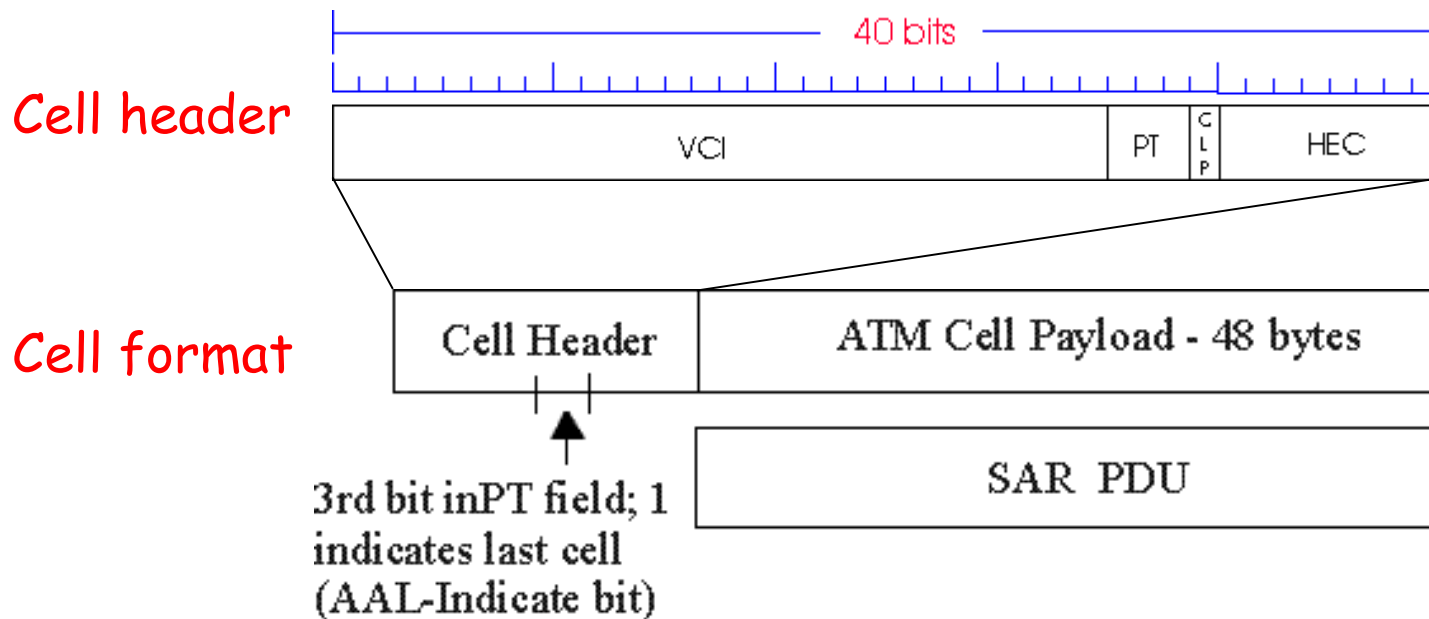 40 bits
Cell header
VCI
PT
CLP
HEC
Cell format
Cell Header
ATM Cell Payload - 48 bytes
3rd bit inPT field; 1
indicates last cell
(AAL-Indicate bit)
SAR PDU